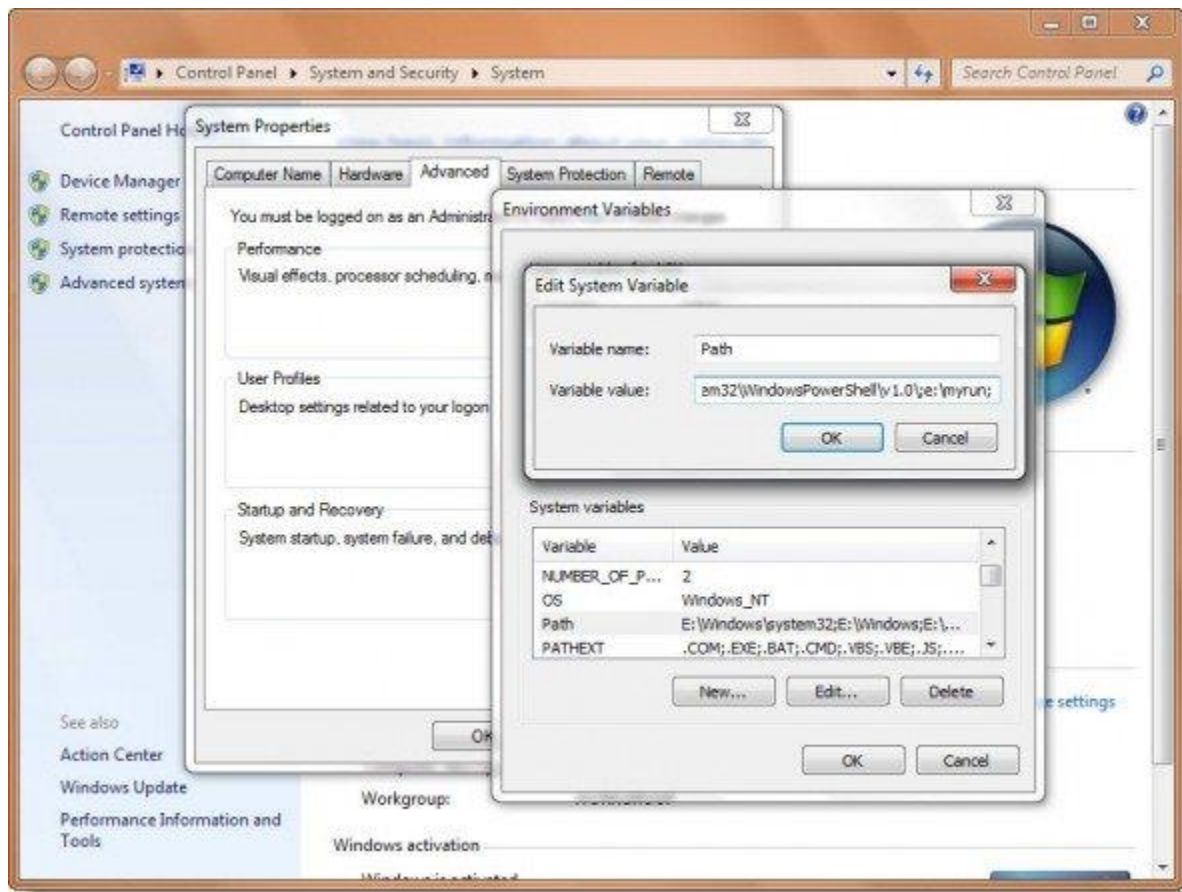 Control Panel ▸ System and Security ▸ System
Search Control Panel
Control Panel
Device Manager
Remote settings
System protectio
Advanced system
See also
Action Center
Windows Update
Performance Information and
Tools
System Properties
Computer Name Hardware Advanced System Protection Remote
You must be logged on as an Administra
Performance
Visual effects, processor scheduling,
User Profiles
Desktop settings related to your logon
Startup and Recovery
System startup, system failure, and
OK
Environment Variables
Edit System Variable
Variable name: Path
Variable value: em32\WindowsPowerShell\v1.0\;e:\myrun;
OK Cancel
System variables
Variable Value
NUMBER_OF_P... 2
OS Windows_NT
Path E:\Windows\system32;E:\Windows;E:\...
PATHEXT .COM;.EXE;.BAT;.CMD;.VBS;.VBE;.JS;....
New... Edit... Delete
OK Cancel
settings
Workgroup:
Windows activation